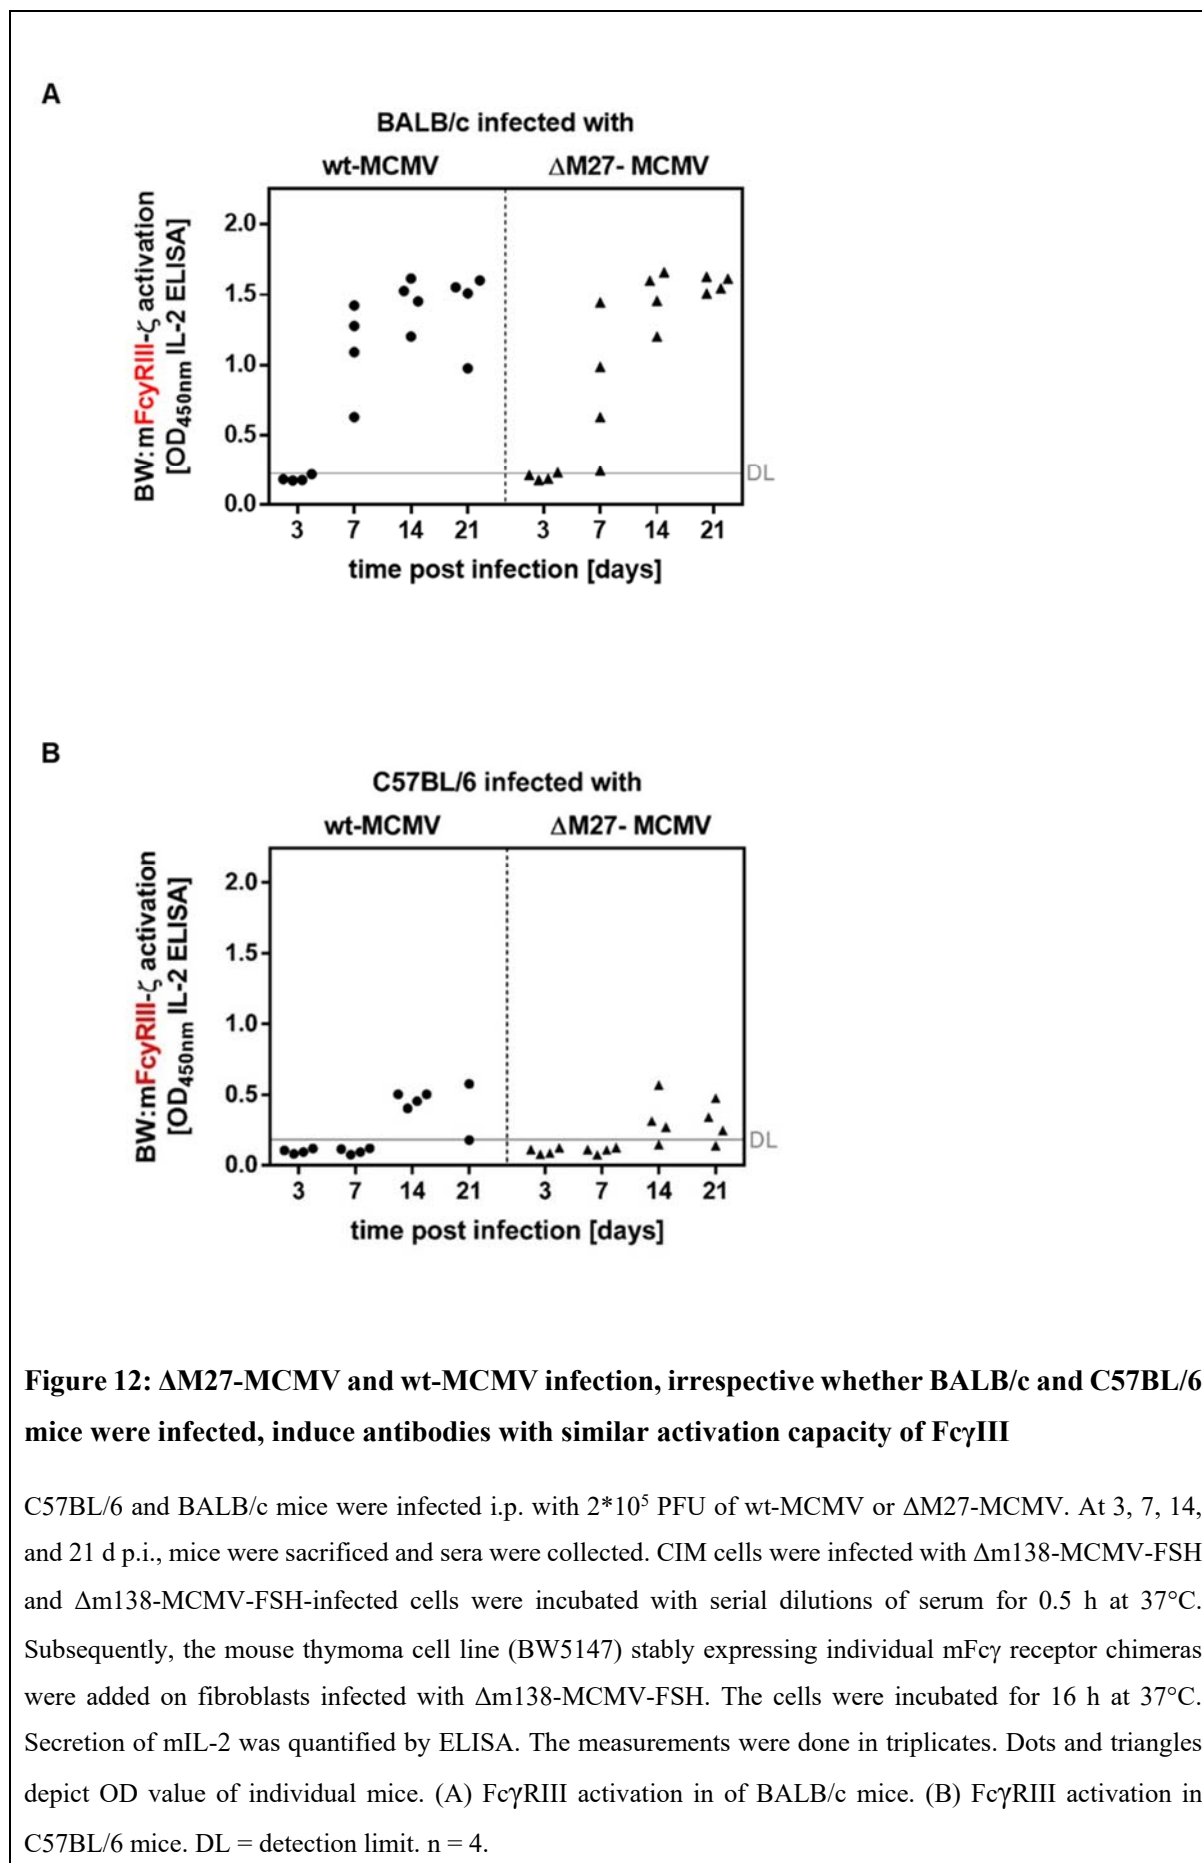 A
BALB/c infected with
wt-MCMV ΔM27- MCMV
BW:mFcyRIII-ζ activation
[OD450nm IL-2 ELISA]
2.0
1.5
1.0
0.5
0.0
DL
3 7 14 21 3 7 14 21
time post infection [days]
B
C57BL/6 infected with
wt-MCMV ΔM27- MCMV
BW:mFcyRIII-ζ activation
[OD450nm IL-2 ELISA]
2.0
1.5
1.0
0.5
0.0
DL
3 7 14 21 3 7 14 21
time post infection [days]
Figure 12: ΔM27-MCMV and wt-MCMV infection, irrespective whether BALB/c and C57BL/6
mice were infected, induce antibodies with similar activation capacity of FcγIII
C57BL/6 and BALB/c mice were infected i.p. with 2*10⁵ PFU of wt-MCMV or ΔM27-MCMV. At 3, 7, 14,
and 21 d p.i., mice were sacrificed and sera were collected. CIM cells were infected with Δm138-MCMV-FSH
and Δm138-MCMV-FSH-infected cells were incubated with serial dilutions of serum for 0.5 h at 37°C.
Subsequently, the mouse thymoma cell line (BW5147) stably expressing individual mFcγ receptor chimeras
were added on fibroblasts infected with Δm138-MCMV-FSH. The cells were incubated for 16 h at 37°C.
Secretion of mIL-2 was quantified by ELISA. The measurements were done in triplicates. Dots and triangles
depict OD value of individual mice. (A) FcγRIII activation in of BALB/c mice. (B) FcγRIII activation in
C57BL/6 mice. DL = detection limit. n = 4.